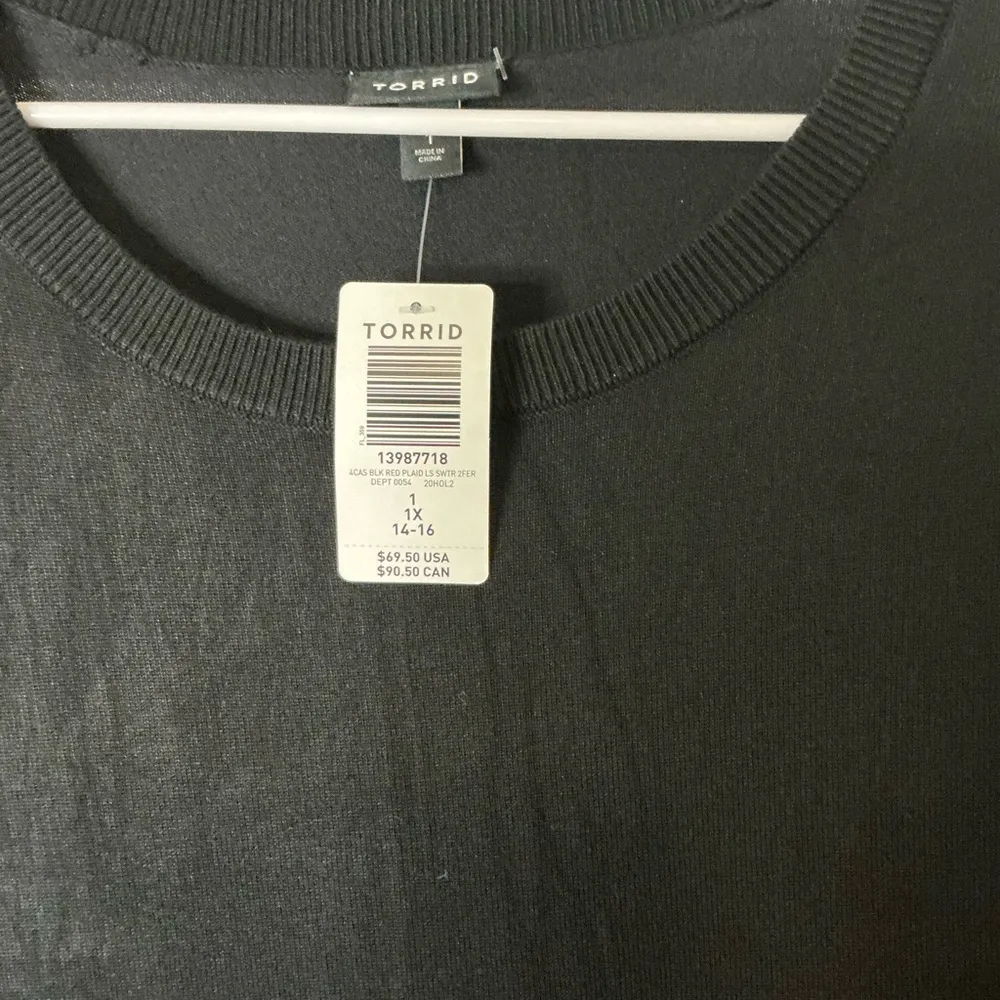 TORRID
MADE IN
CHINA
TORRID
FL_350
13987718
4CAS BLK RED PLAID LS SWTR 2FER
DEPT 0054 20HOL2
1
1X
14-16
$69.50 USA
$90.50 CAN